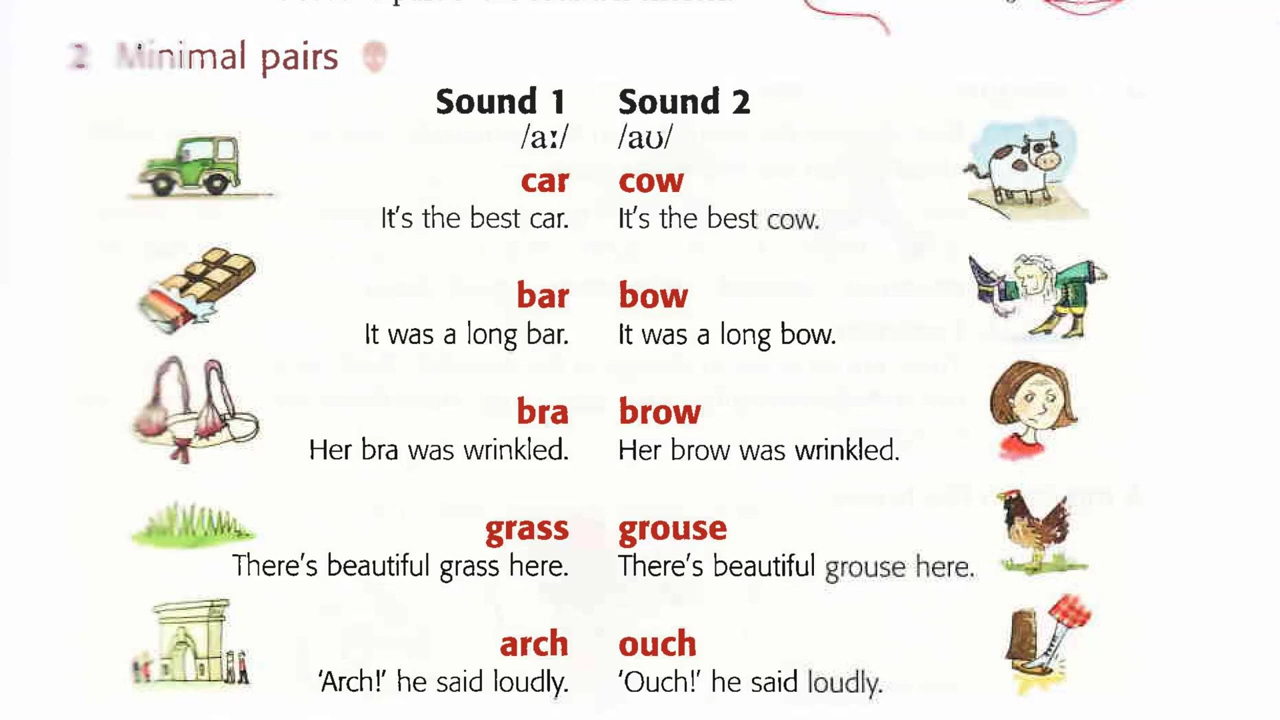 2 Minimal pairs
Sound 1 Sound 2
/aː/ /aʊ/
car cow
It's the best car. It's the best cow.
bar bow
It was a long bar. It was a long bow.
bra brow
Her bra was wrinkled. Her brow was wrinkled.
grass grouse
There's beautiful grass here. There's beautiful grouse here.
arch ouch
'Arch!' he said loudly. 'Ouch!' he said loudly.